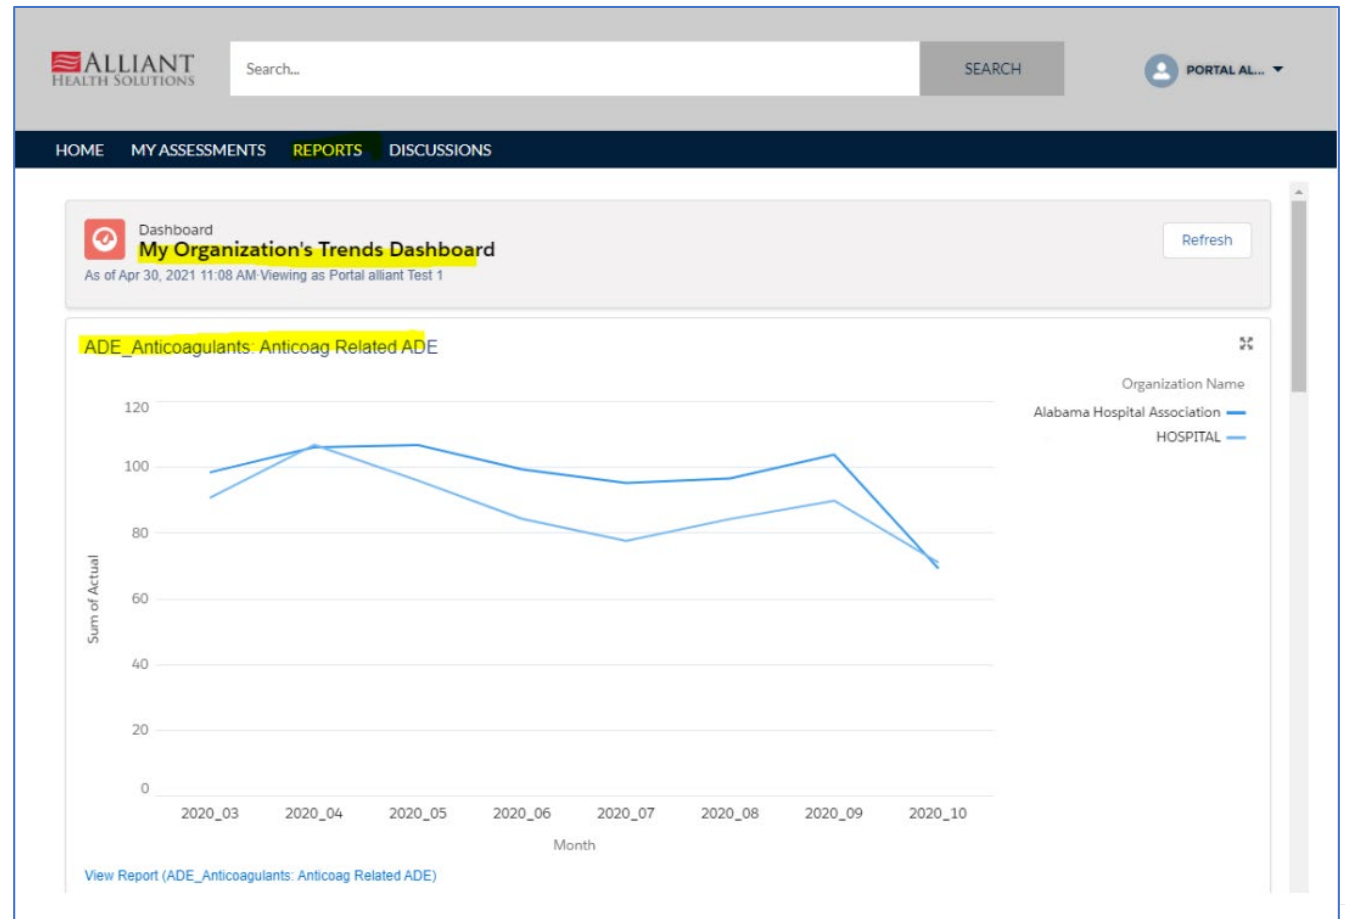 ALLIANT
HEALTH SOLUTIONS
Search...
SEARCH
PORTAL AL...
HOME MY ASSESSMENTS REPORTS DISCUSSIONS
Dashboard
My Organization's Trends Dashboard
As of Apr 30, 2021 11:08 AM·Viewing as Portal alliant Test 1
Refresh
ADE_Anticoagulants: Anticoag Related ADE
Organization Name
Alabama Hospital Association
HOSPITAL
120
100
80
60
40
20
0
Sum of Actual
2020_03 2020_04 2020_05 2020_06 2020_07 2020_08 2020_09 2020_10
Month
View Report (ADE_Anticoagulants: Anticoag Related ADE)